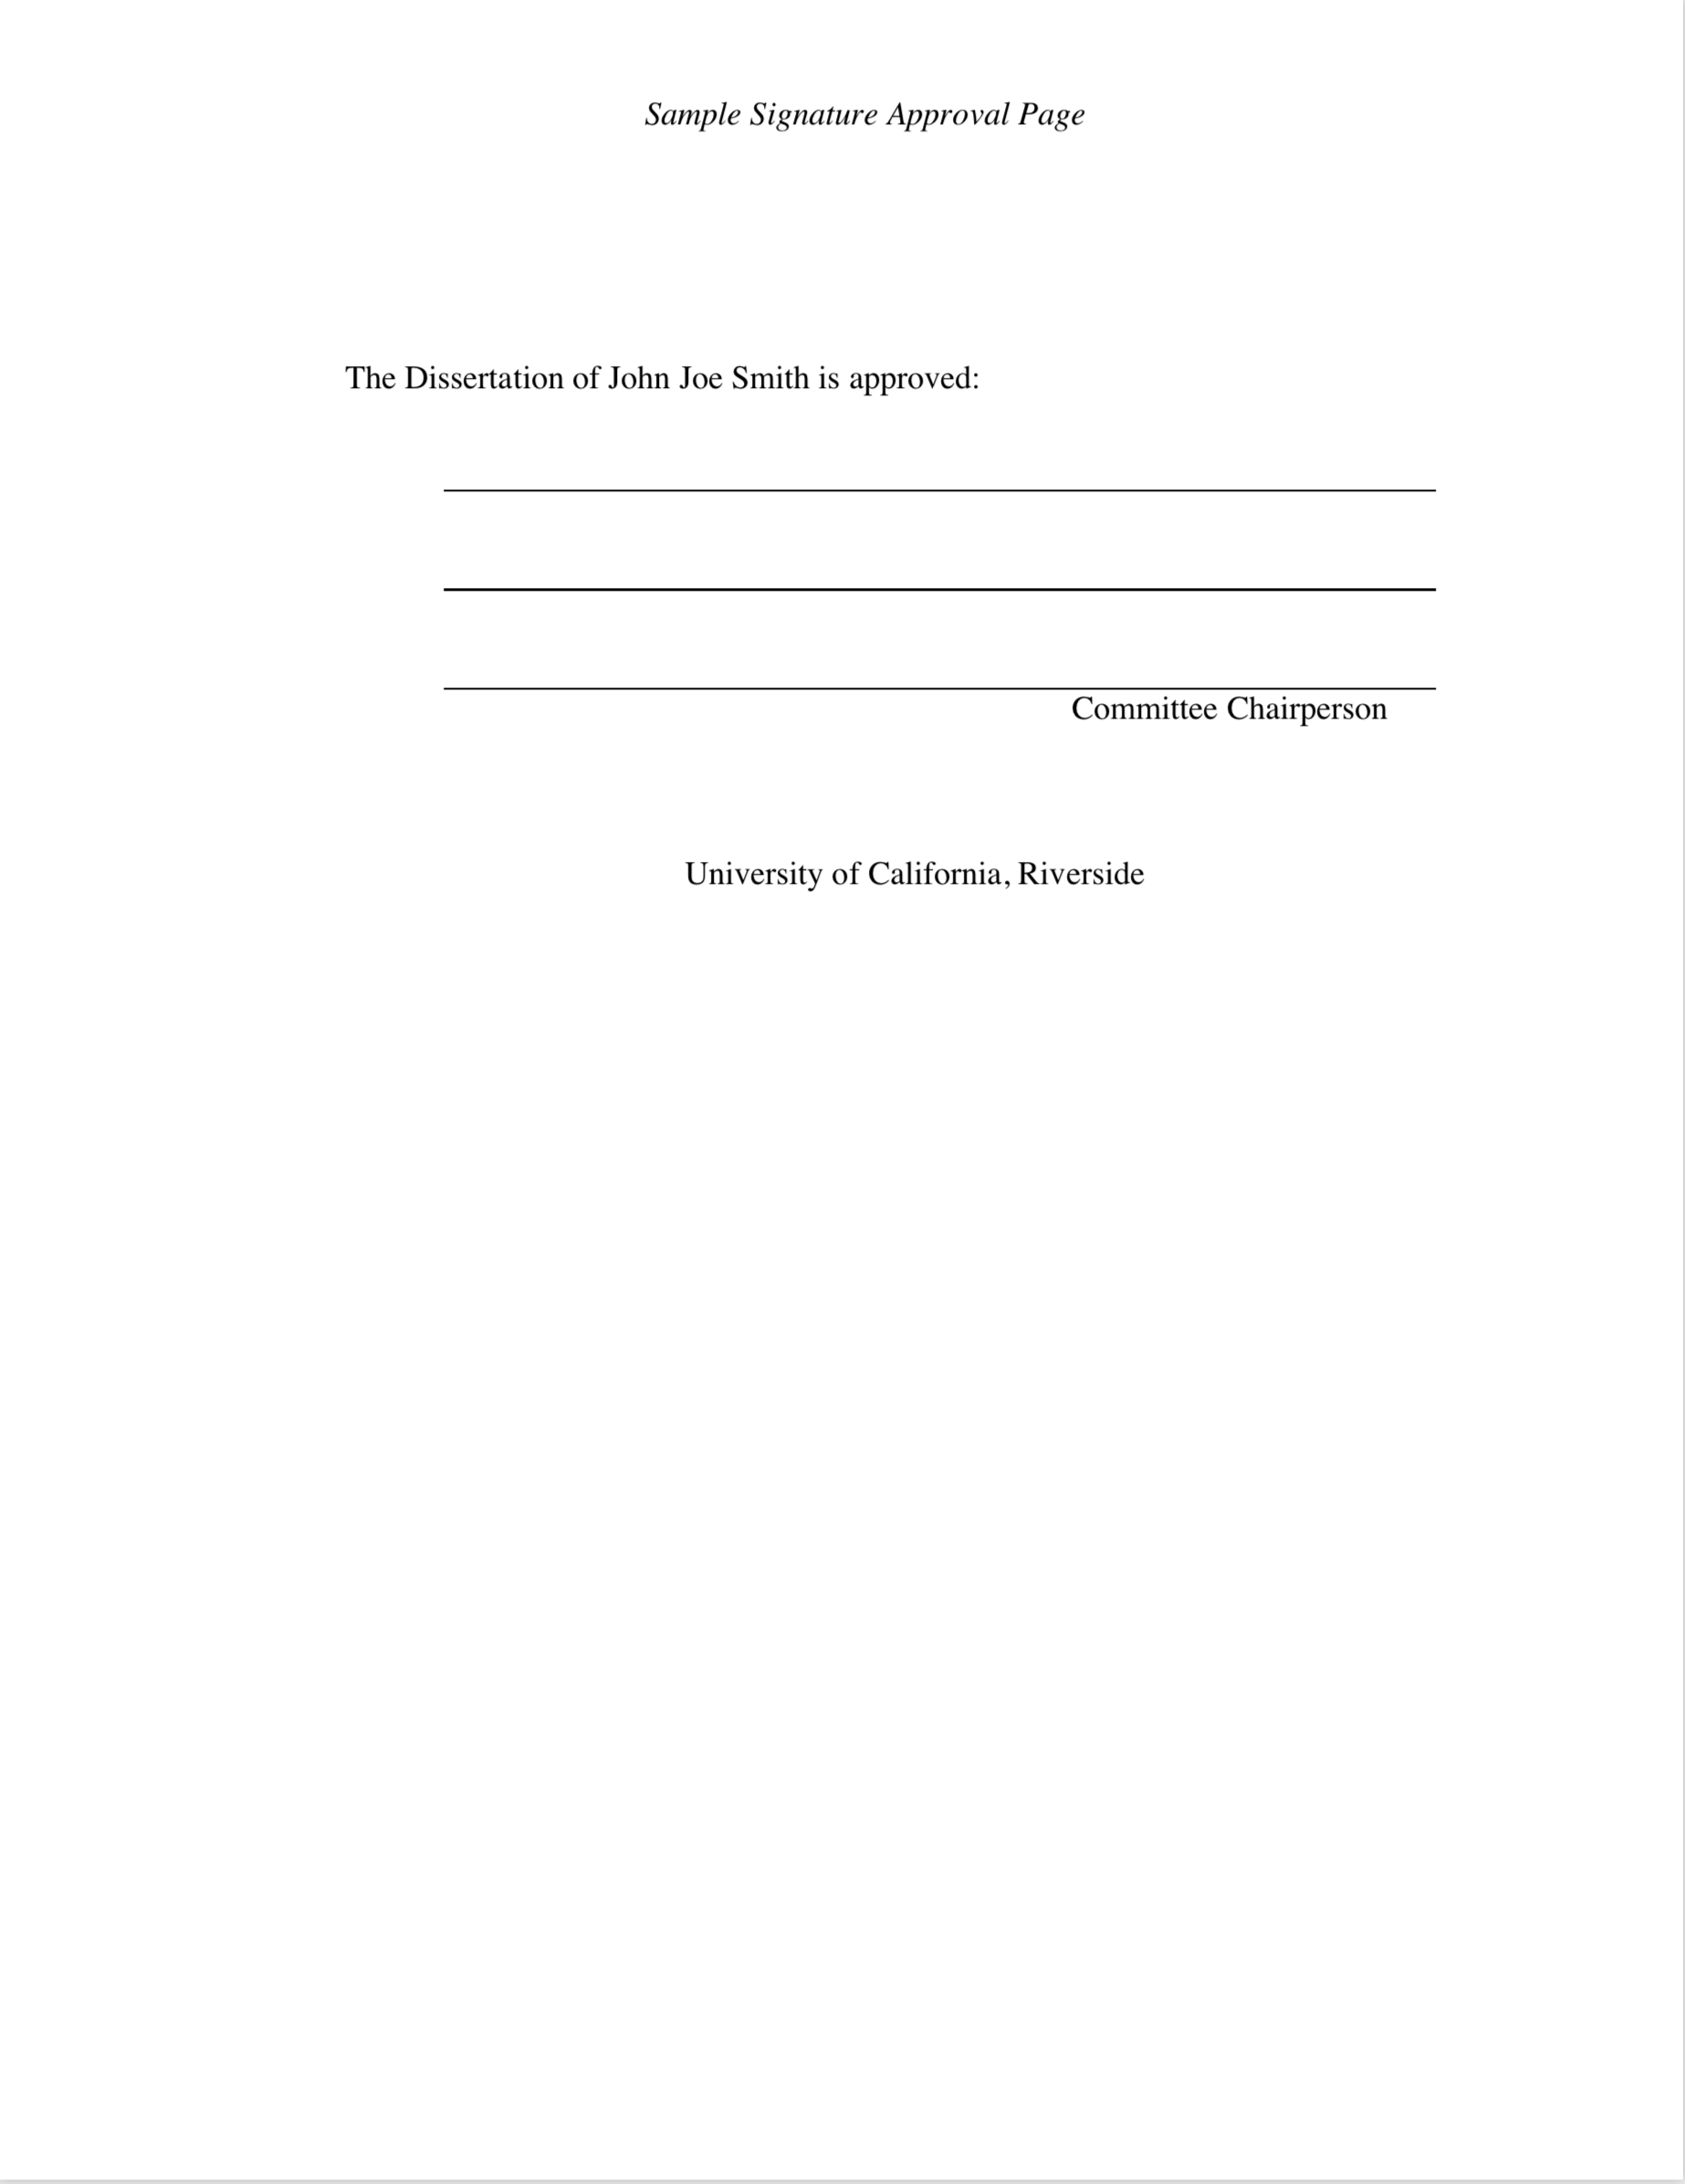 Sample Signature Approval Page
The Dissertation of John Joe Smith is approved:
Committee Chairperson
University of California, Riverside